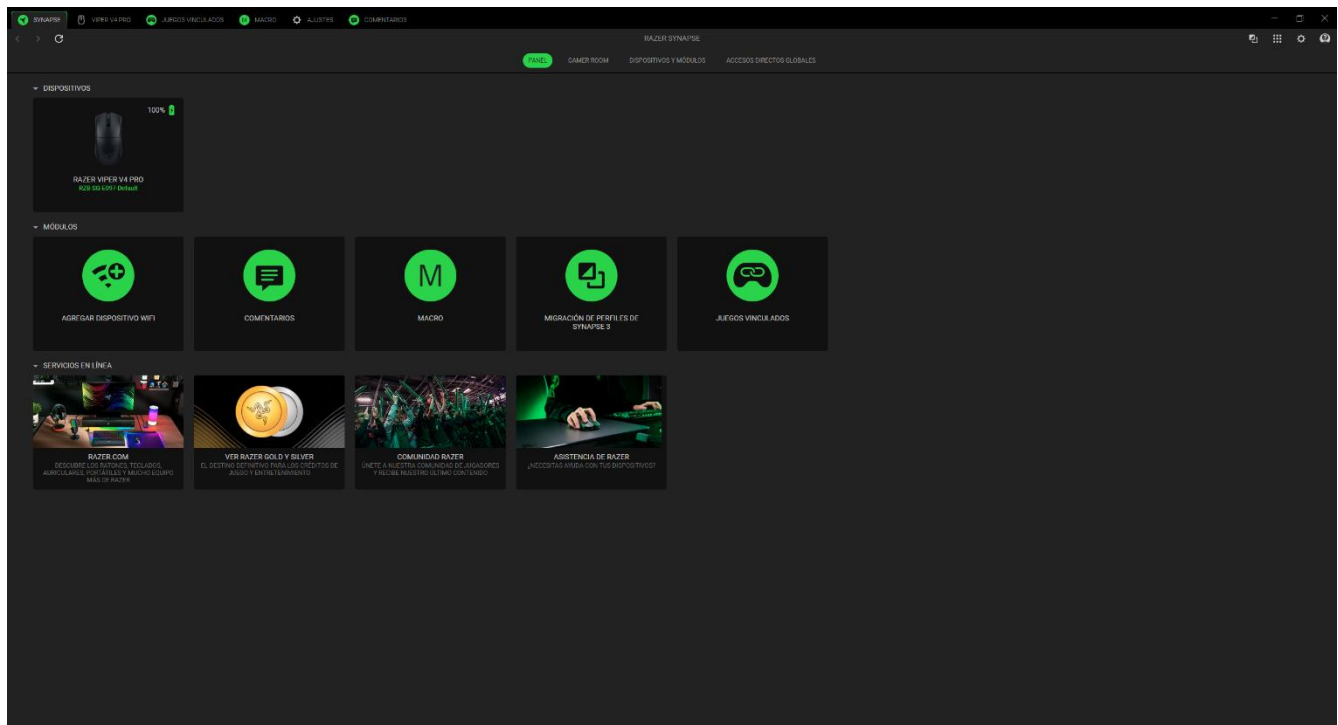 SYNAPSE
VIPER V4 PRO
JUEGOS VINCULADOS
MACRO
AJUSTES
COMENTARIOS
RAZER SYNAPSE
PANEL
GAMER ROOM
DISPOSITIVOS Y MÓDULOS
ACCESOS DIRECTOS GLOBALES
DISPOSITIVOS
100%
RAZER VIPER V4 PRO
Default
MÓDULOS
AGREGAR DISPOSITIVO WIFI
COMENTARIOS
M
MACRO
MIGRACIÓN DE PERFILES DE
SYNAPSE 3
JUEGOS VINCULADOS
SERVICIOS EN LÍNEA
RAZER.COM
DESCUBRE LOS RATONES, TECLADOS,
AURICULARES, PORTÁTILES Y MUCHO EQUIPO
MÁS DE RAZER
VER RAZER GOLD Y SILVER
EL DESTINO DEFINITIVO PARA LOS CRÉDITOS DE
JUEGO Y ENTRETENIMIENTO
COMUNIDAD RAZER
ÚNETE A NUESTRA COMUNIDAD DE JUGADORES
Y RECIBE NUESTRO ÚLTIMO CONTENIDO
ASISTENCIA DE RAZER
¿NECESITAS AYUDA CON TUS DISPOSITIVOS?